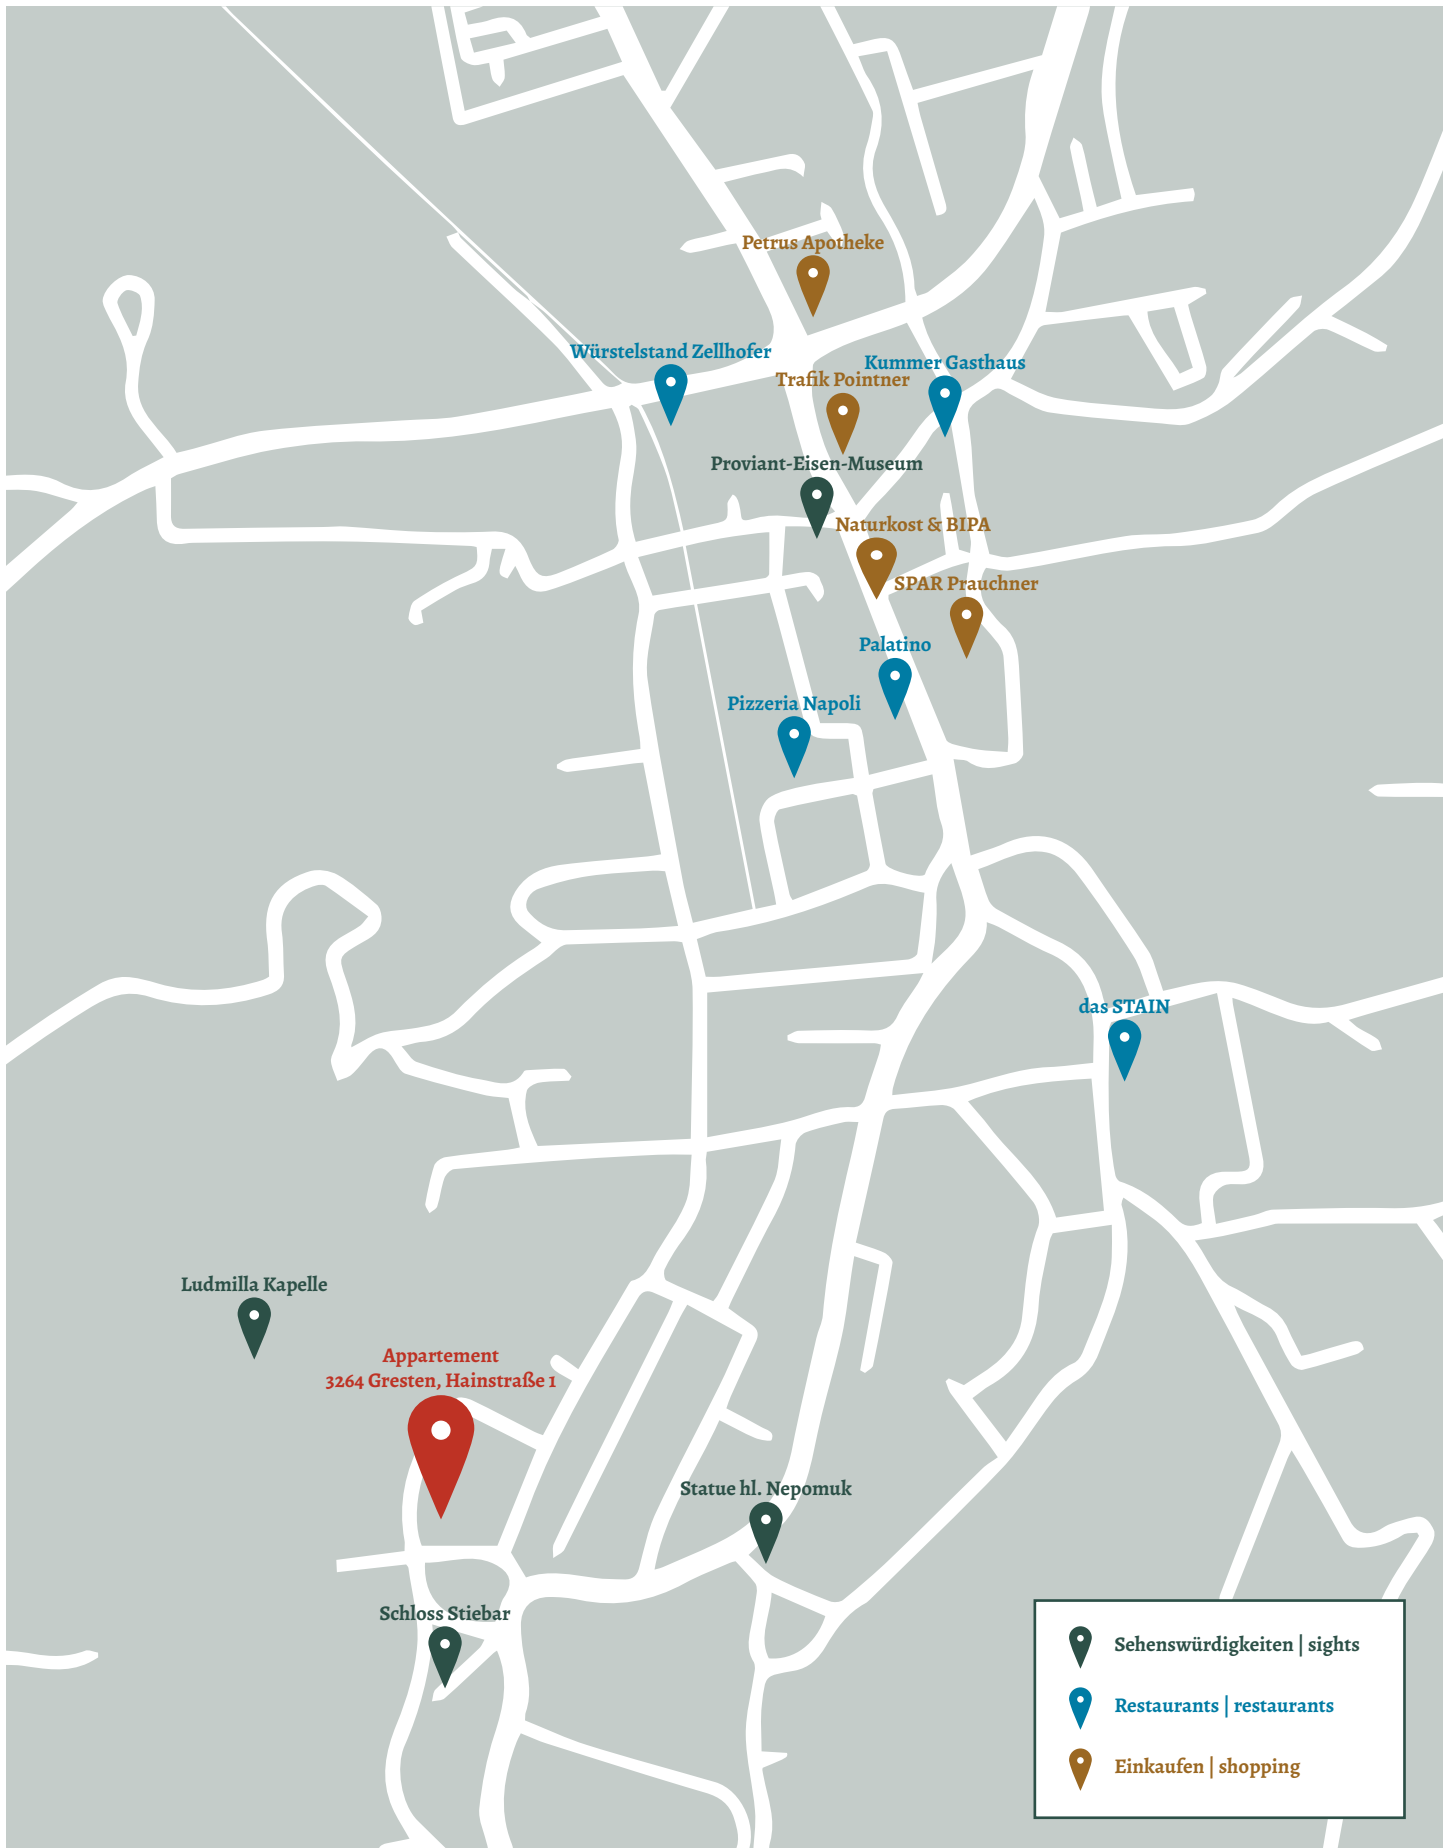 Petrus Apotheke
Würstelstand Zellhofer
Kummer Gasthaus
Trafik Pointner
Proviant-Eisen-Museum
Naturkost & BIPA
SPAR Prauchner
Palatino
Pizzeria Napoli
das STAIN
Ludmilla Kapelle
Appartement
3264 Gresten, Hainstraße 1
Statue hl. Nepomuk
Schloss Stiebar
Sehenswürdigkeiten | sights
Restaurants | restaurants
Einkaufen | shopping